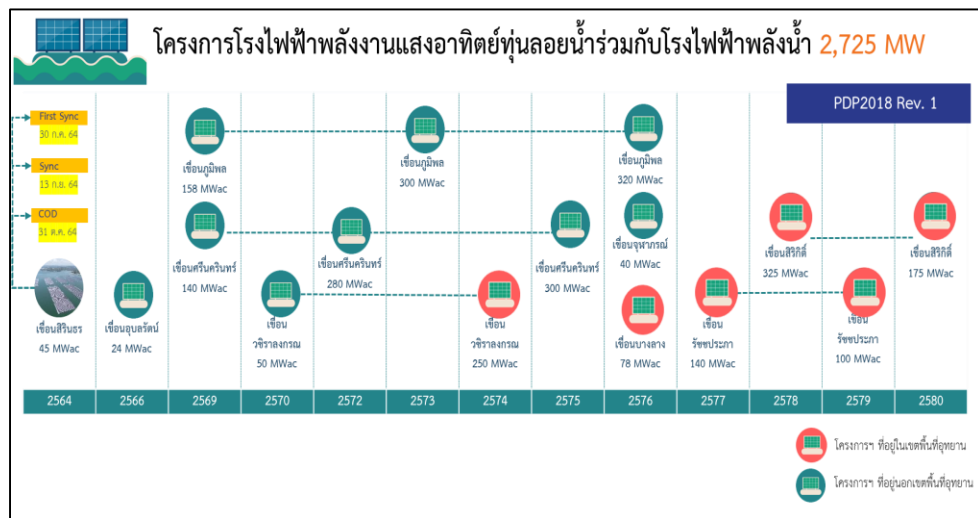 โครงการโรงไฟฟ้าพลังงานแสงอาทิตย์ทุ่นลอยน้ำร่วมกับโรงไฟฟ้าพลังน้ำ 2,725 MW
PDP2018 Rev. 1
First Sync
30 ก.ค. 64
Sync
13 ก.ย. 64
COD
31 ต.ค. 64
เขื่อนภูมิพล
158 MWac
เขื่อนภูมิพล
300 MWac
เขื่อนภูมิพล
320 MWac
เขื่อนศรีนครินทร์
140 MWac
เขื่อนศรีนครินทร์
280 MWac
เขื่อนศรีนครินทร์
300 MWac
เขื่อนจุฬาภรณ์
40 MWac
เขื่อนสิริกิติ์
325 MWac
เขื่อนสิริกิติ์
175 MWac
เขื่อนสิรินธร
45 MWac
เขื่อนอุบลรัตน์
24 MWac
เขื่อน
วชิราลงกรณ
50 MWac
เขื่อน
วชิราลงกรณ
250 MWac
เขื่อนบางลาง
78 MWac
เขื่อน
รัชชประภา
140 MWac
เขื่อน
รัชชประภา
100 MWac
2564 2566 2569 2570 2572 2573 2574 2575 2576 2577 2578 2579 2580
โครงการฯ ที่อยู่ในเขตพื้นที่อุทยาน
โครงการฯ ที่อยู่นอกเขตพื้นที่อุทยาน